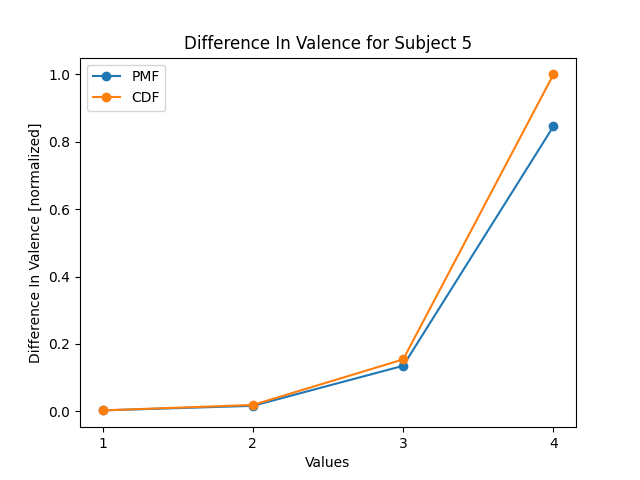 Difference In Valence for Subject 5
PMF
CDF
Difference In Valence [normalized]
1.0
0.8
0.6
0.4
0.2
0.0
1 2 3 4
Values